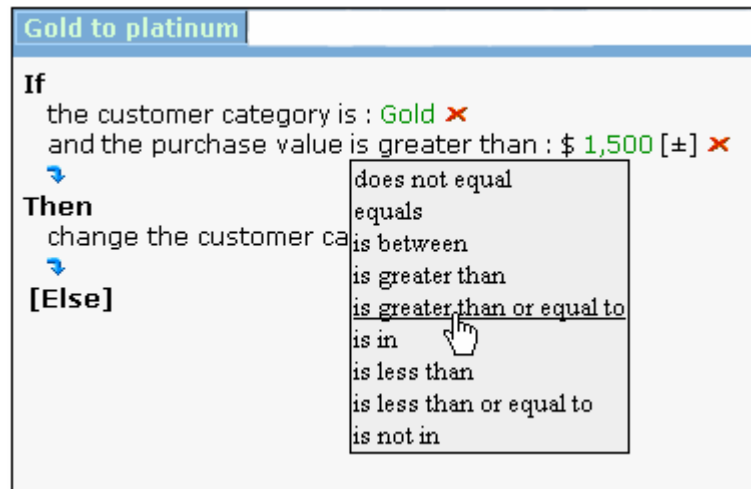 Gold to platinum
If
the customer category is : Gold
and the purchase value is greater than : $ 1,500 [±]
Then
change the customer ca
[Else]
does not equal
equals
is between
is greater than
is greater than or equal to
is in
is less than
is less than or equal to
is not in